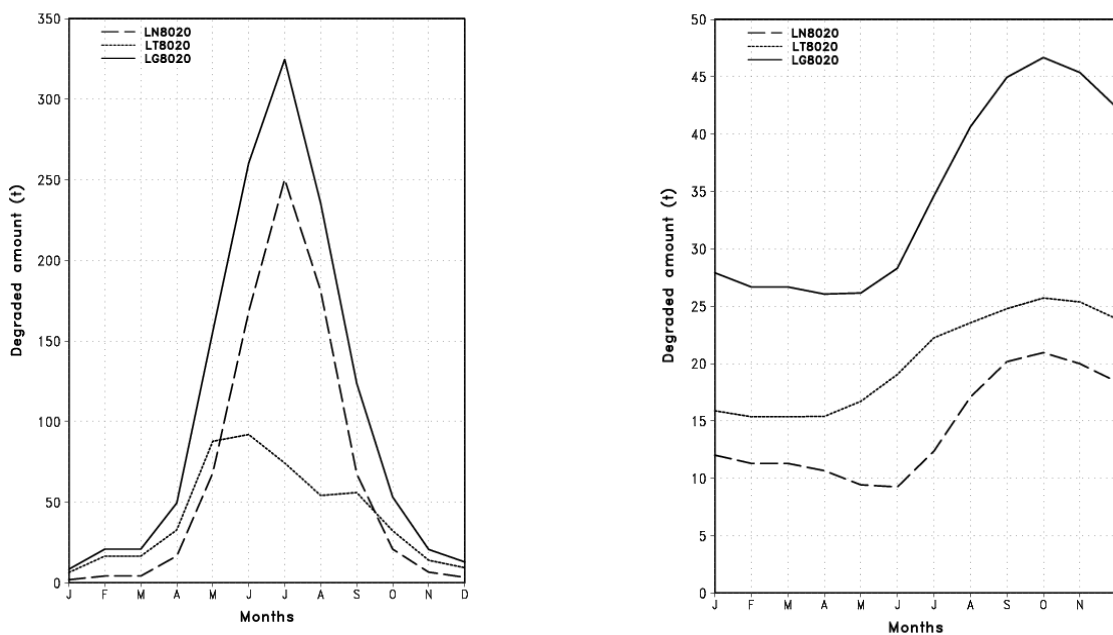 350
300
250
200
150
100
50
0
Degraded amount (t)
LN8020
LT8020
LG8020
J F M A M J J A S O N D
Months
50
45
40
35
30
25
20
15
10
5
0
Degraded amount (t)
LN8020
LT8020
LG8020
J F M A M J J A S O N
Months